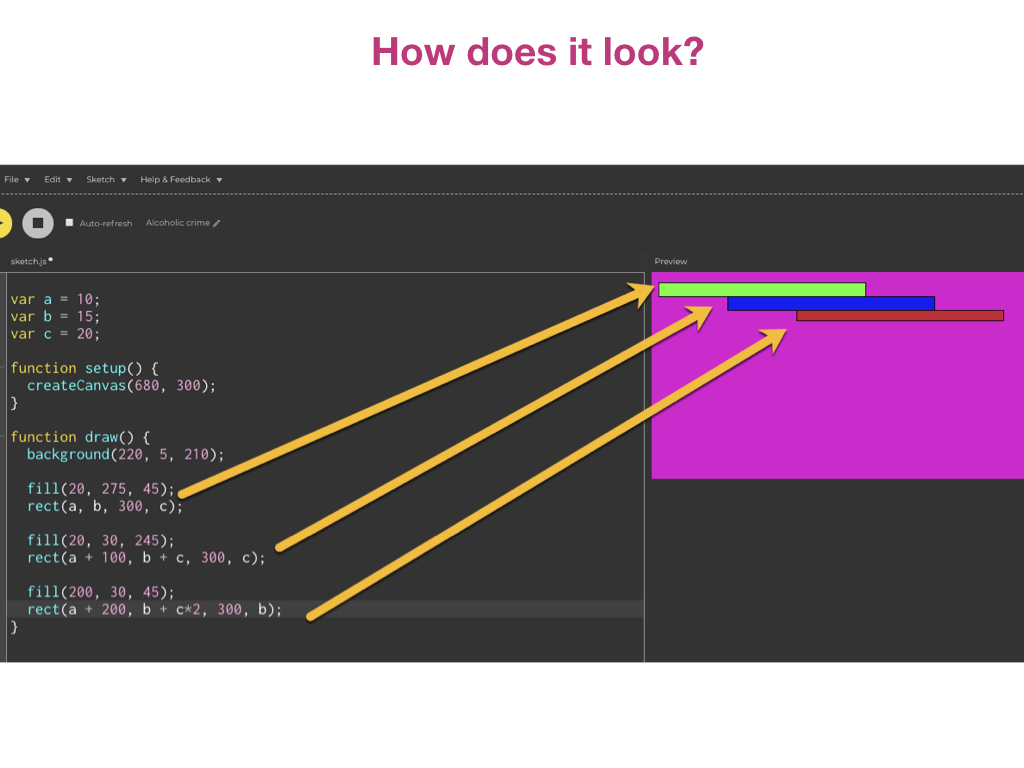 How does it look?
File Edit Sketch Help & Feedback
Auto-refresh Alcoholic crime
sketch.js
Preview
var a = 10;
var b = 15;
var c = 20;
function setup() {
createCanvas(680, 300);
}
function draw() {
background(220, 5, 210);
fill(20, 275, 45);
rect(a, b, 300, c);
fill(20, 30, 245);
rect(a + 100, b + c, 300, c);
fill(200, 30, 45);
rect(a + 200, b + c*2, 300, b);
}